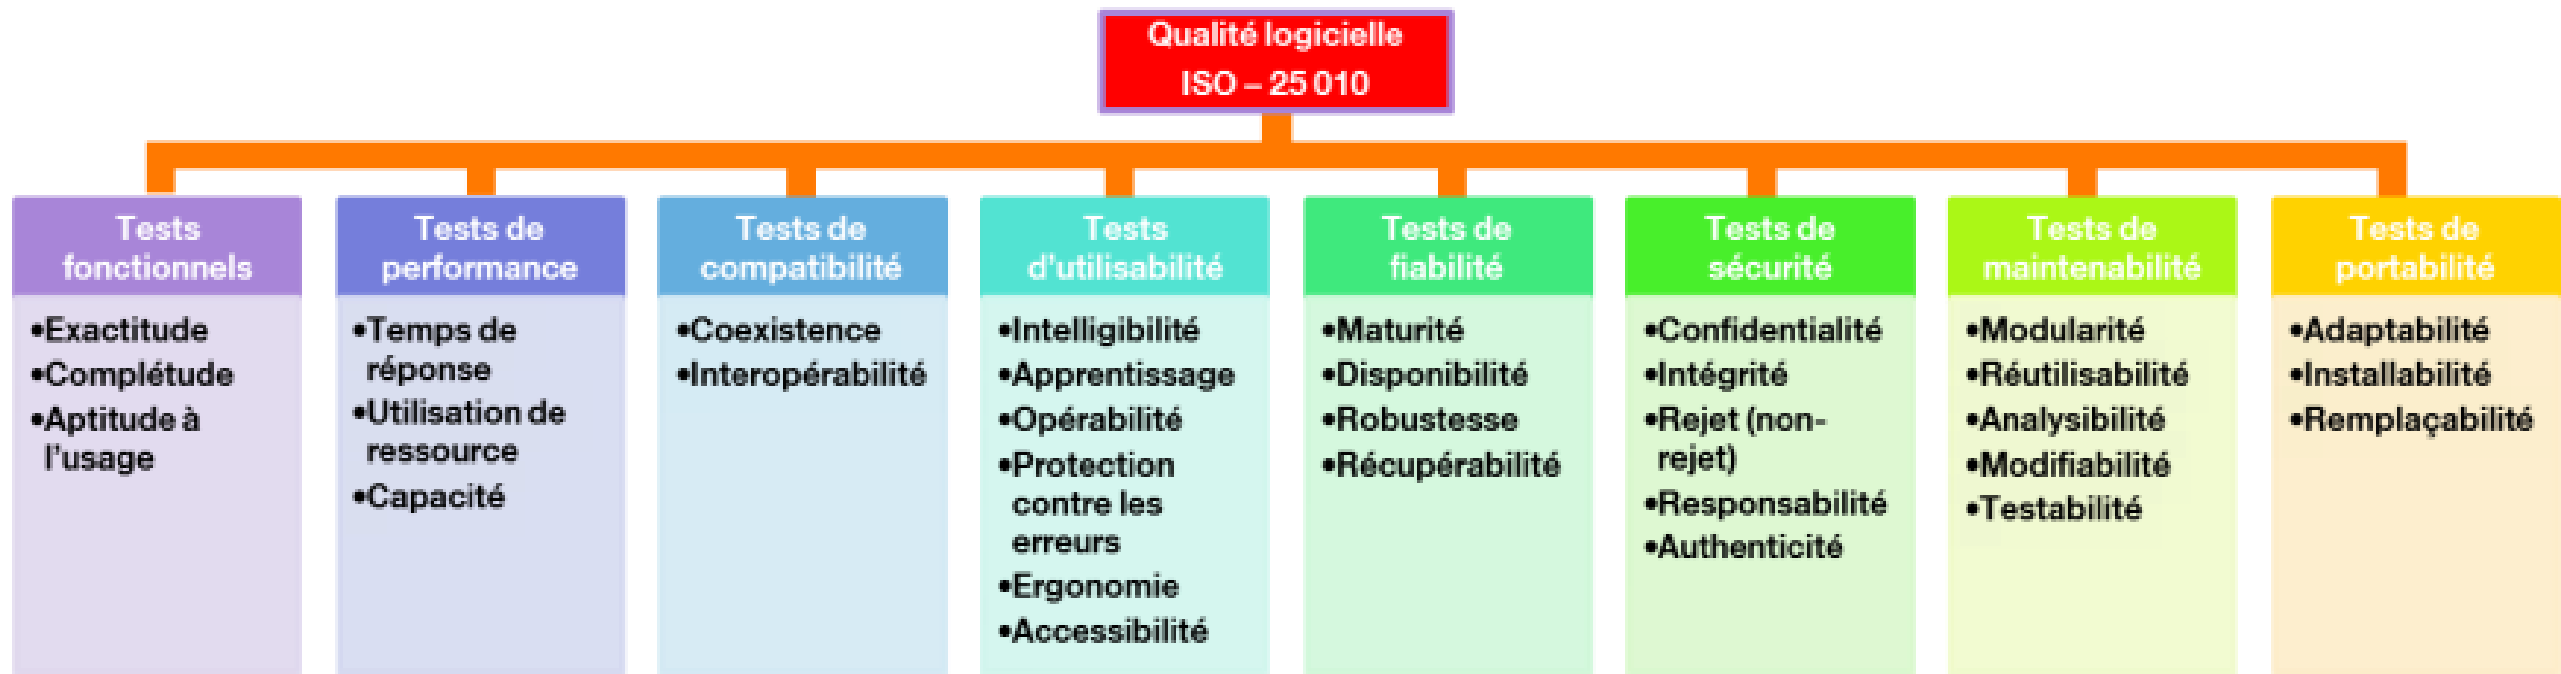 Qualité logicielle
ISO – 25 010
Tests
fonctionnels
•Exactitude
•Complétude
•Aptitude à
l'usage
Tests de
performance
•Temps de
réponse
•Utilisation de
ressource
•Capacité
Tests de
compatibilité
•Coexistence
•Interopérabilité
Tests
d'utilisabilité
•Intelligibilité
•Apprentissage
•Opérabilité
•Protection
contre les
erreurs
•Ergonomie
•Accessibilité
Tests de
fiabilité
•Maturité
•Disponibilité
•Robustesse
•Récupérabilité
Tests de
sécurité
•Confidentialité
•Intégrité
•Rejet (non-
rejet)
•Responsabilité
•Authenticité
Tests de
maintenabilité
•Modularité
•Réutilisabilité
•Analysibilité
•Modifiabilité
•Testabilité
Tests de
portabilité
•Adaptabilité
•Installabilité
•Remplaçabilité